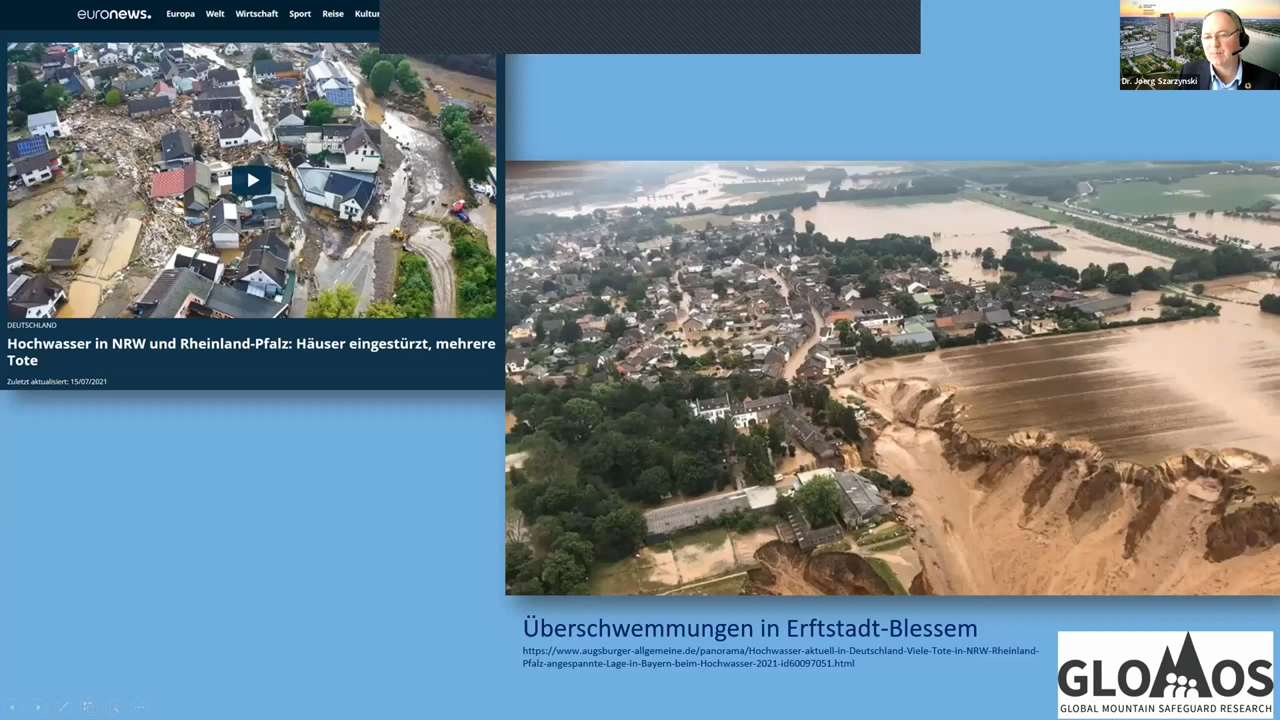 euronews.
Europa Welt Wirtschaft Sport Reise Kultur
Dr. Joerg Szarzynski
DEUTSCHLAND
Hochwasser in NRW und Rheinland-Pfalz: Häuser eingestürzt, mehrere
Tote
Zuletzt aktualisiert: 15/07/2021
Überschwemmungen in Erftstadt-Blessem
https://www.augsburger-allgemeine.de/panorama/Hochwasser-aktuell-in-Deutschland-Viele-Tote-in-NRW-Rheinland-
Pfalz-angespannte-Lage-in-Bayern-beim-Hochwasser-2021-id60097051.html
GLOMOS
GLOBAL MOUNTAIN SAFEGUARD RESEARCH